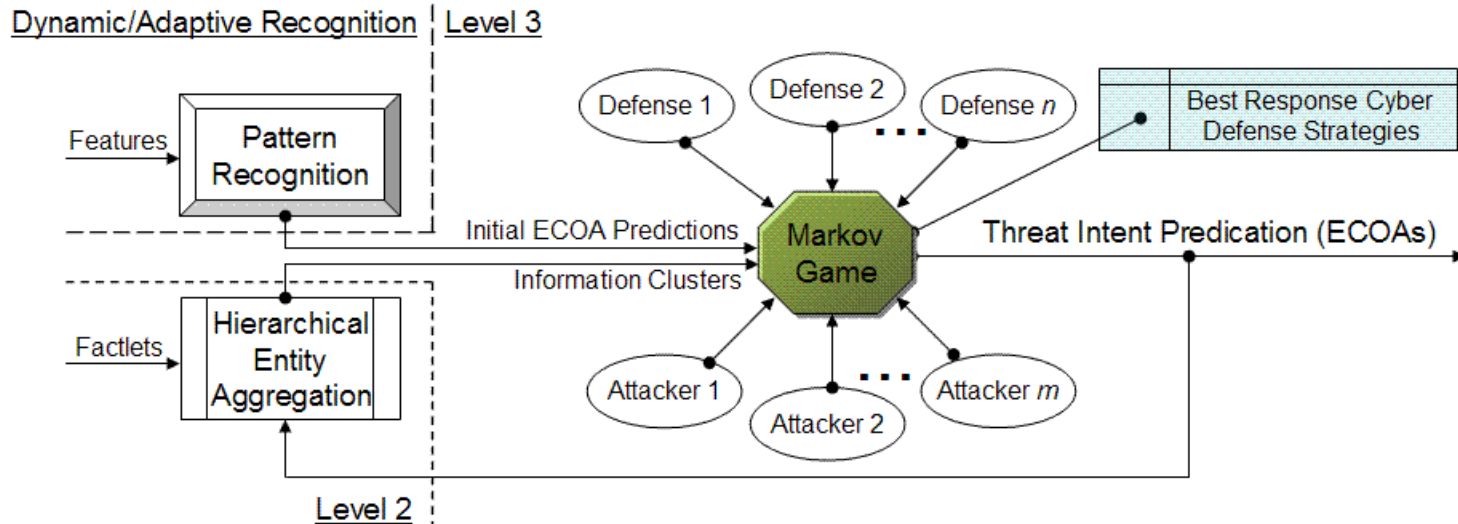 Dynamic/Adaptive Recognition
Level 3
Features
Pattern
Recognition
Defense 1
Defense 2
Defense n
...
Best Response Cyber
Defense Strategies
Initial ECOA Predictions
Information Clusters
Markov
Game
Threat Intent Predication (ECOAs)
Factlets
Hierarchical
Entity
Aggregation
Attacker 1
Attacker 2
...
Attacker m
Level 2